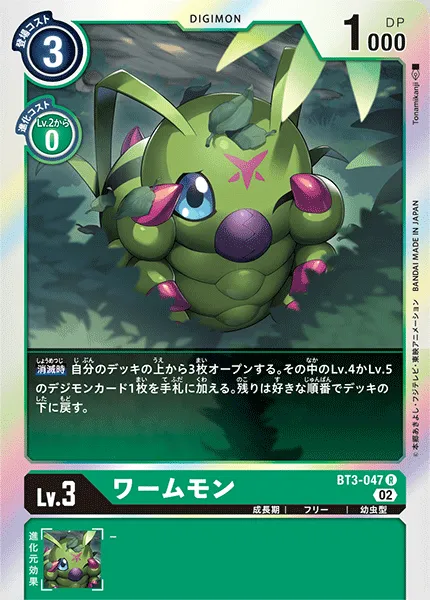 DIGIMON
登場コスト
3
DP
1000
進化コスト
Lv.2から
0
Tonamikanji
©本郷あきよし・フジテレビ・東映アニメーション BANDAI MADE IN JAPAN
消滅時 自分のデッキの上から3枚オープンする。その中のLv.4かLv.5
のデジモンカード1枚を手札に加える。残りは好きな順番でデッキの
下に戻す。
Lv.3
ワームモン
BT3-047 R
02
成長期 | フリー | 幼虫型
進化元効果
-